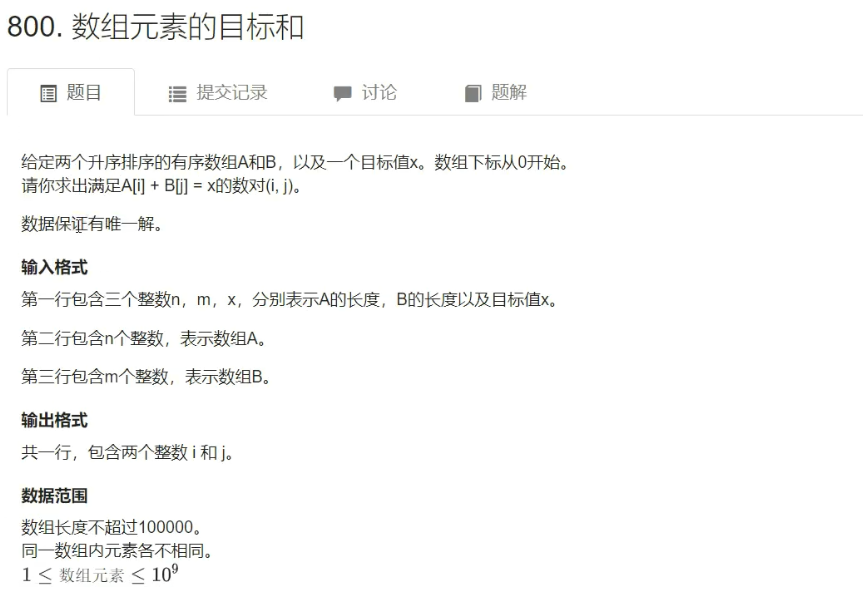 800. 数组元素的目标和
题目 提交记录 讨论 题解
给定两个升序排序的有序数组A和B，以及一个目标值x。数组下标从0开始。
请你求出满足A[i] + B[j] = x的数对(i, j)。
数据保证有唯一解。
输入格式
第一行包含三个整数n，m，x，分别表示A的长度，B的长度以及目标值x。
第二行包含n个整数，表示数组A。
第三行包含m个整数，表示数组B。
输出格式
共一行，包含两个整数 i 和 j。
数据范围
数组长度不超过100000。
同一数组内元素各不相同。
1 ≤ 数组元素 ≤ 10⁹